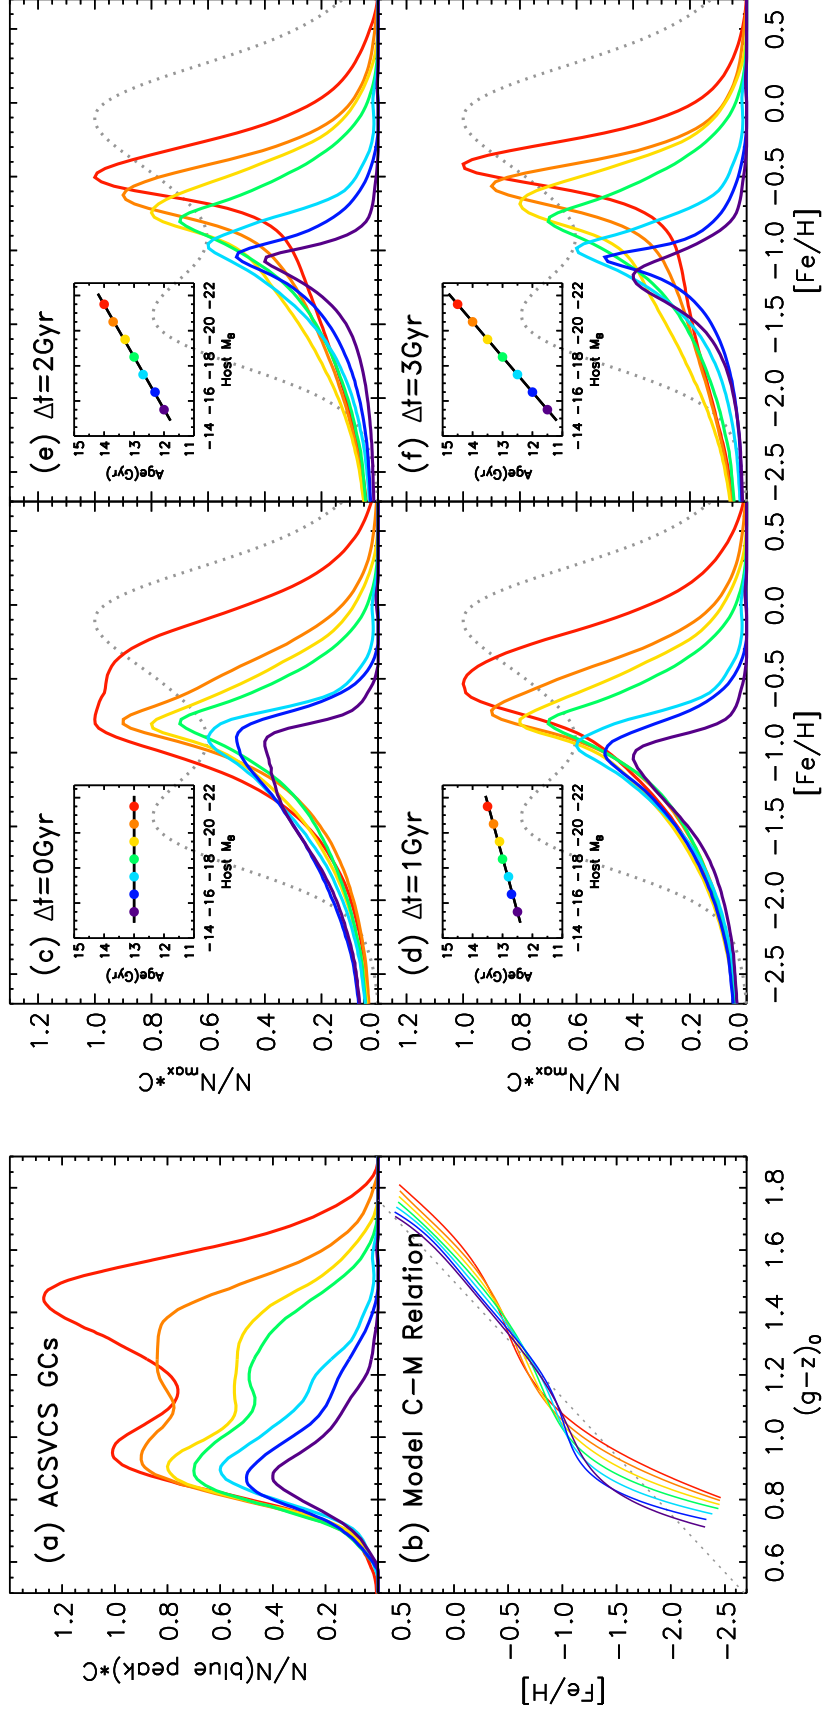 (a) ACSVCS GCs
N/N(blue peak)*C
1.2
1.0
0.8
0.6
0.4
0.2
(b) Model C−M Relation
[Fe/H]
0.5
0.0
−0.5
−1.0
−1.5
−2.0
−2.5
0.6 0.8 1.0 1.2 1.4 1.6 1.8
(g−z)0
(c) Δt=0Gyr
N/Nmax*C
1.2
1.0
0.8
0.6
0.4
0.2
0.0
Age(Gyr)
15
14
13
12
11
−14 −16 −18 −20 −22
Host MB
(d) Δt=1Gyr
N/Nmax*C
1.2
1.0
0.8
0.6
0.4
0.2
0.0
Age(Gyr)
15
14
13
12
11
−14 −16 −18 −20 −22
Host MB
−2.5 −2.0 −1.5 −1.0 −0.5 0.0 0.5
[Fe/H]
(e) Δt=2Gyr
Age(Gyr)
15
14
13
12
11
−14 −16 −18 −20 −22
Host MB
(f) Δt=3Gyr
Age(Gyr)
15
14
13
12
11
−14 −16 −18 −20 −22
Host MB
−2.5 −2.0 −1.5 −1.0 −0.5 0.0 0.5
[Fe/H]